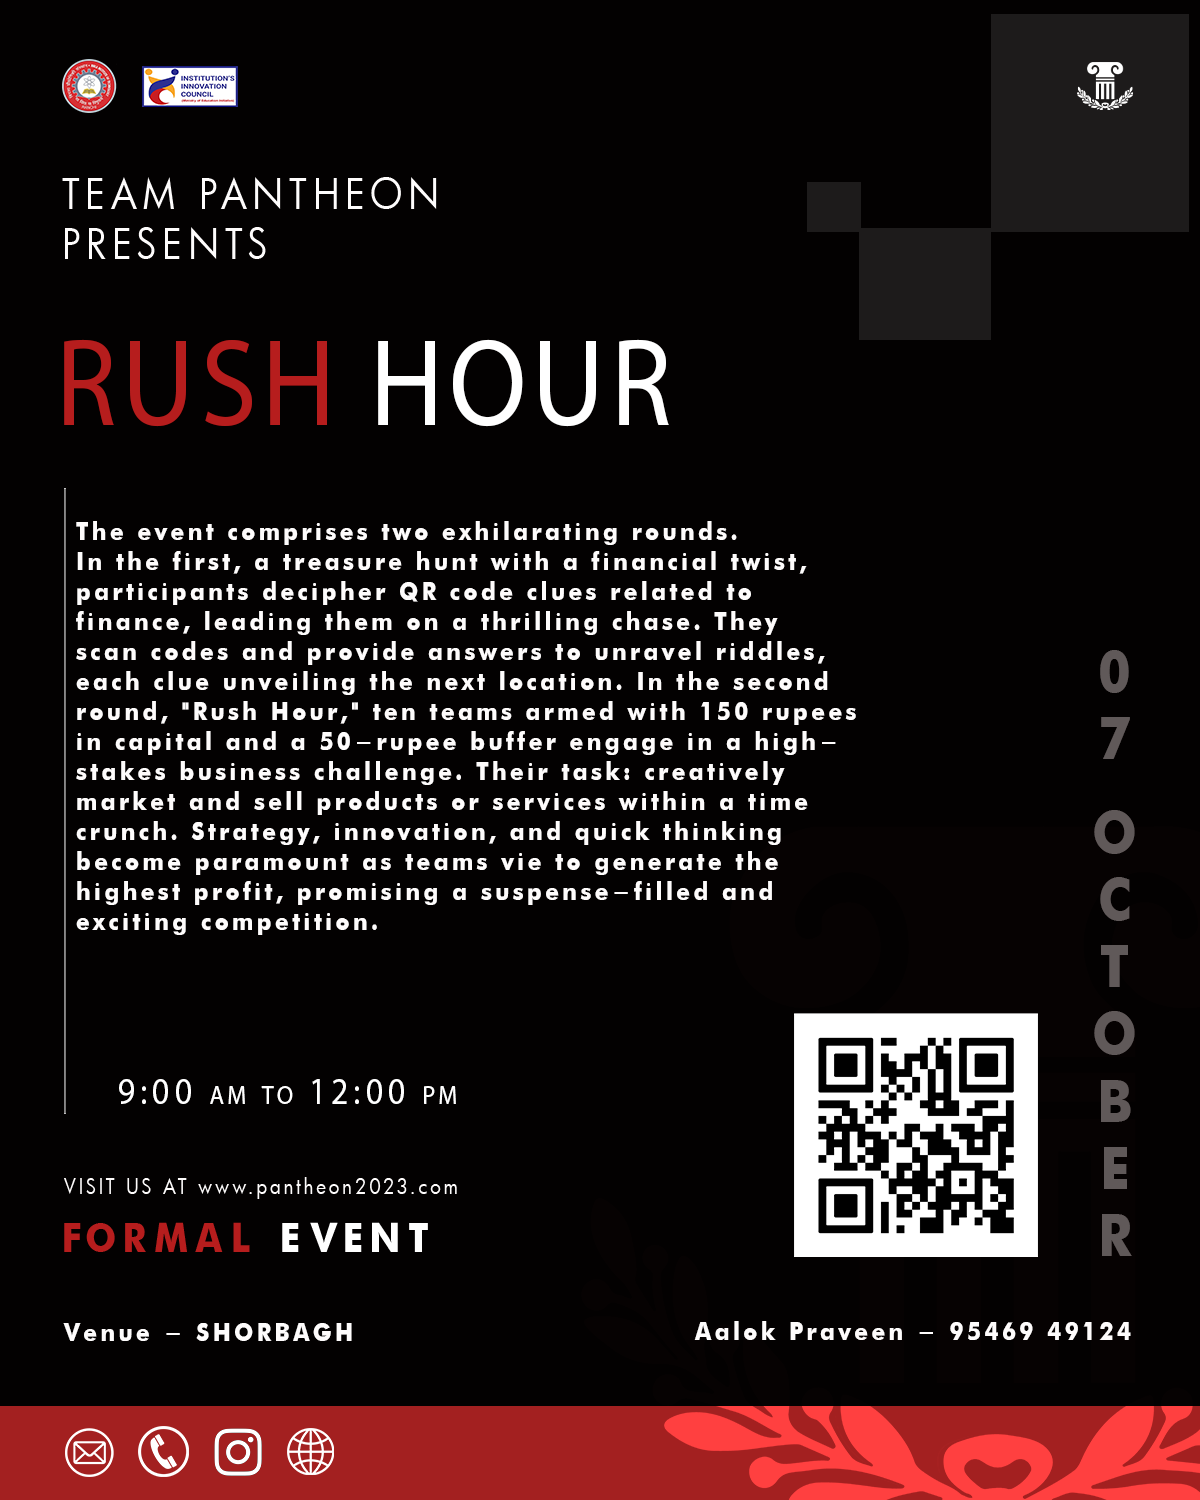 INSTITUTION'S
INNOVATION
COUNCIL
(Ministry of Education Initiative)
TEAM PANTHEON
PRESENTS
RUSH HOUR
The event comprises two exhilarating rounds.
In the first, a treasure hunt with a financial twist,
participants decipher QR code clues related to
finance, leading them on a thrilling chase. They
scan codes and provide answers to unravel riddles,
each clue unveiling the next location. In the second
round, "Rush Hour," ten teams armed with 150 rupees
in capital and a 50–rupee buffer engage in a high–
stakes business challenge. Their task: creatively
market and sell products or services within a time
crunch. Strategy, innovation, and quick thinking
become paramount as teams vie to generate the
highest profit, promising a suspense–filled and
exciting competition.
07 OCTOBER
9:00 AM TO 12:00 PM
VISIT US AT www.pantheon2023.com
FORMAL EVENT
Venue – SHORBAGH
Aalok Praveen – 95469 49124